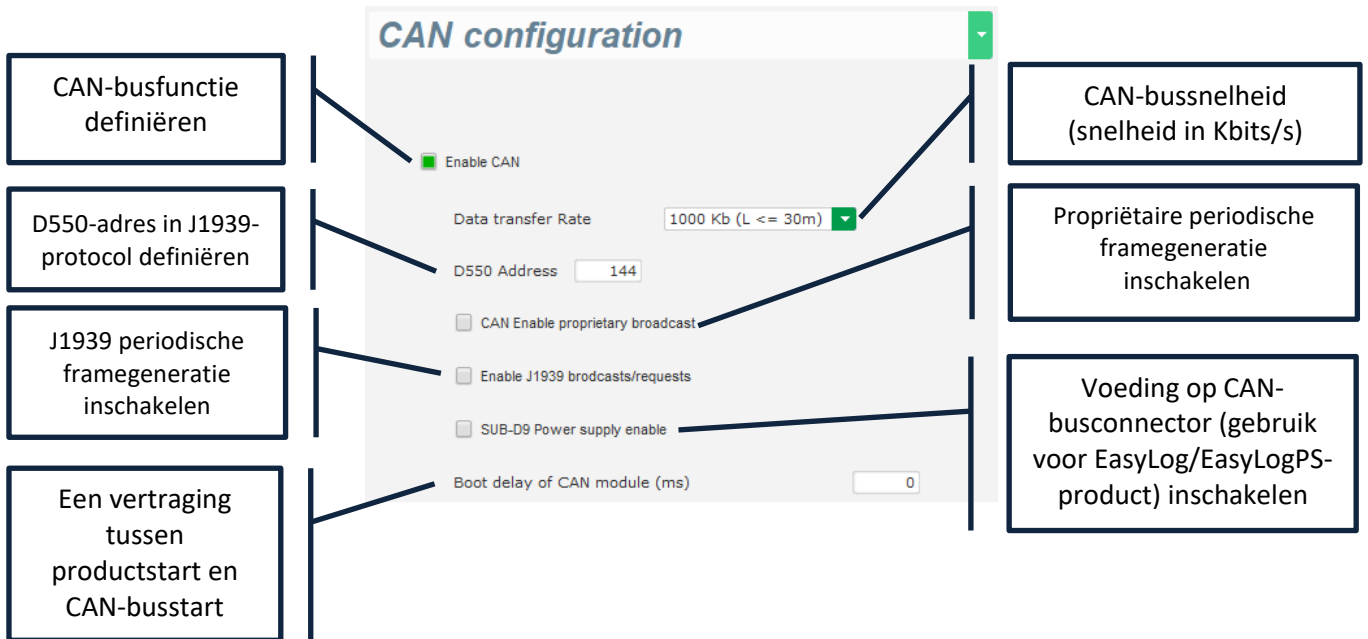 CAN configuration
CAN-busfunctie
definiëren
CAN-bussnelheid
(snelheid in Kbits/s)
Enable CAN
D550-adres in J1939-
protocol definiëren
Data transfer Rate
1000 Kb (L <= 30m)
Propriëtaire periodische
framegeneratie
inschakelen
D550 Address
144
CAN Enable proprietary broadcast
J1939 periodische
framegeneratie
inschakelen
Enable J1939 brodcasts/requests
SUB-D9 Power supply enable
Voeding op CAN-
busconnector (gebruik
voor EasyLog/EasyLogPS-
product) inschakelen
Boot delay of CAN module (ms)
0
Een vertraging
tussen
productstart en
CAN-busstart